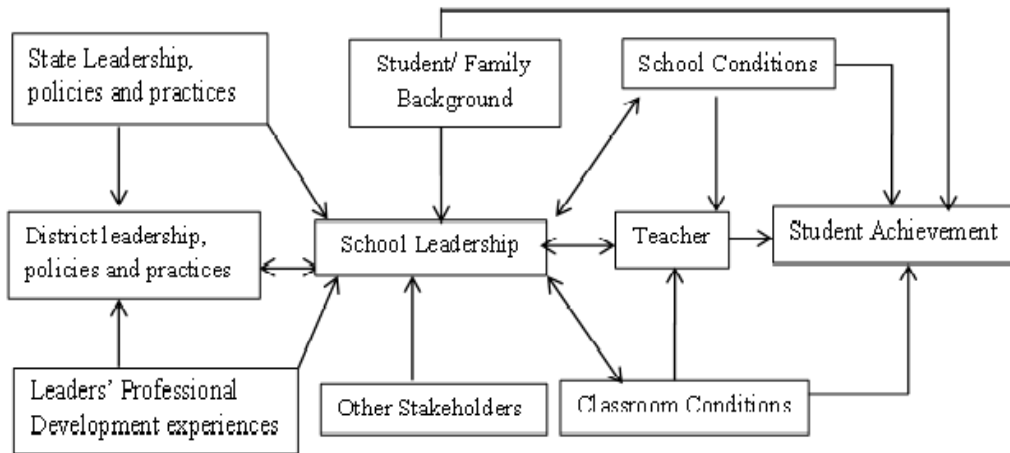 State Leadership,
policies and practices
Student/ Family
Background
School Conditions
District leadership,
policies and practices
School Leadership
Teacher
Student Achievement
Leaders’ Professional
Development experiences
Other Stakeholders
Classroom Conditions